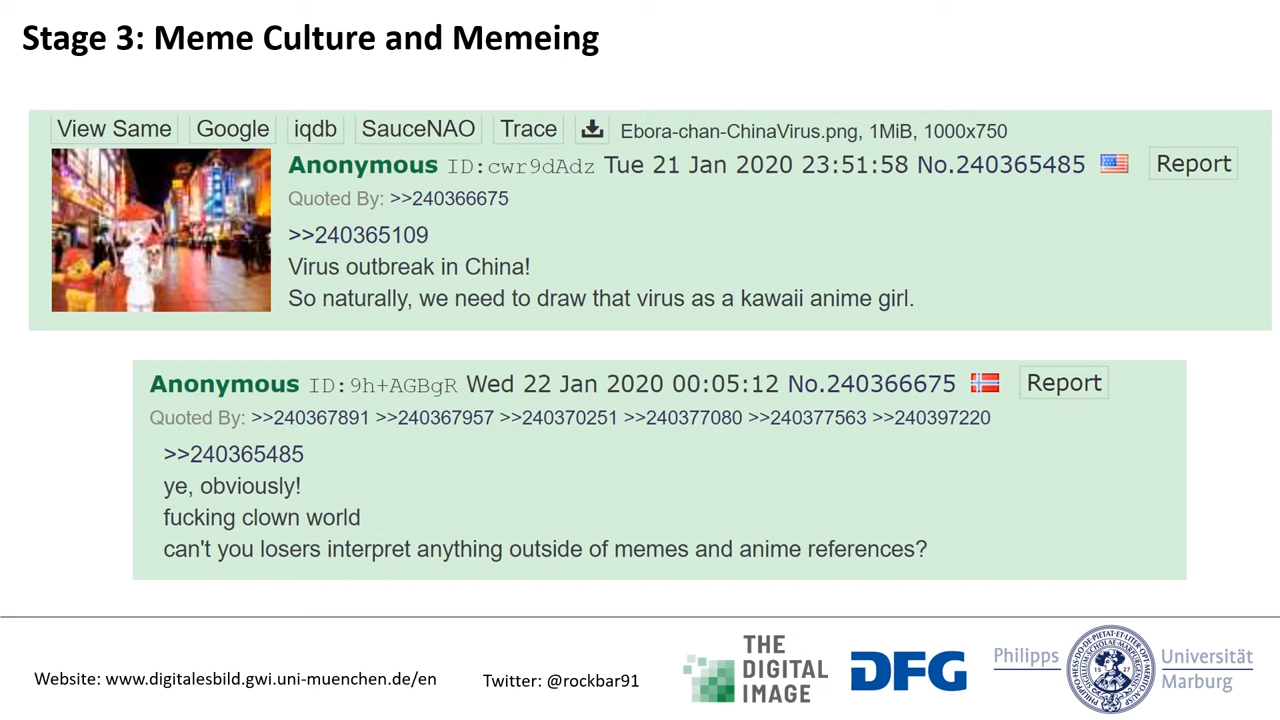 Stage 3: Meme Culture and Memeing
View Same Google iqdb SauceNAO Trace Ebora-chan-ChinaVirus.png, 1MiB, 1000x750
Anonymous ID:cwr9dAdz Tue 21 Jan 2020 23:51:58 No.240365485 Report
Quoted By: >>240366675
>>240365109
Virus outbreak in China!
So naturally, we need to draw that virus as a kawaii anime girl.
Anonymous ID:9h+AGBgR Wed 22 Jan 2020 00:05:12 No.240366675 Report
Quoted By: >>240367891 >>240367957 >>240370251 >>240377080 >>240377563 >>240397220
>>240365485
ye, obviously!
fucking clown world
can't you losers interpret anything outside of memes and anime references?
Website: www.digitalesbild.gwi.uni-muenchen.de/en
Twitter: @rockbar91
THE
DIGITAL
IMAGE
DFG
Philipps
Universität
Marburg